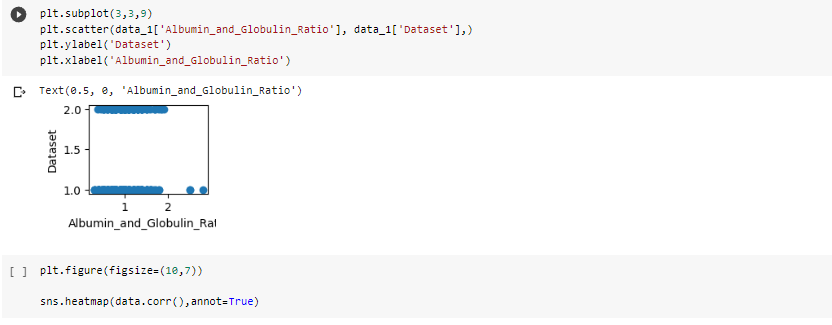 plt.subplot(3,3,9)
plt.scatter(data_1['Albumin_and_Globulin_Ratio'], data_1['Dataset'],)
plt.ylabel('Dataset')
plt.xlabel('Albumin_and_Globulin_Ratio')
Text(0.5, 0, 'Albumin_and_Globulin_Ratio')
2.0
Dataset
1.5
1.0
1 2
Albumin_and_Globulin_Rat
[ ] plt.figure(figsize=(10,7))
sns.heatmap(data.corr(),annot=True)